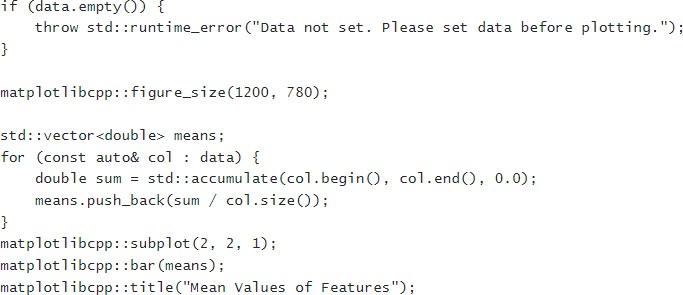 if (data.empty()) {
    throw std::runtime_error("Data not set. Please set data before plotting.");
}
matplotlibcpp::figure_size(1200, 780);
std::vector<double> means;
for (const auto& col : data) {
    double sum = std::accumulate(col.begin(), col.end(), 0.0);
    means.push_back(sum / col.size());
}
matplotlibcpp::subplot(2, 2, 1);
matplotlibcpp::bar(means);
matplotlibcpp::title("Mean Values of Features");